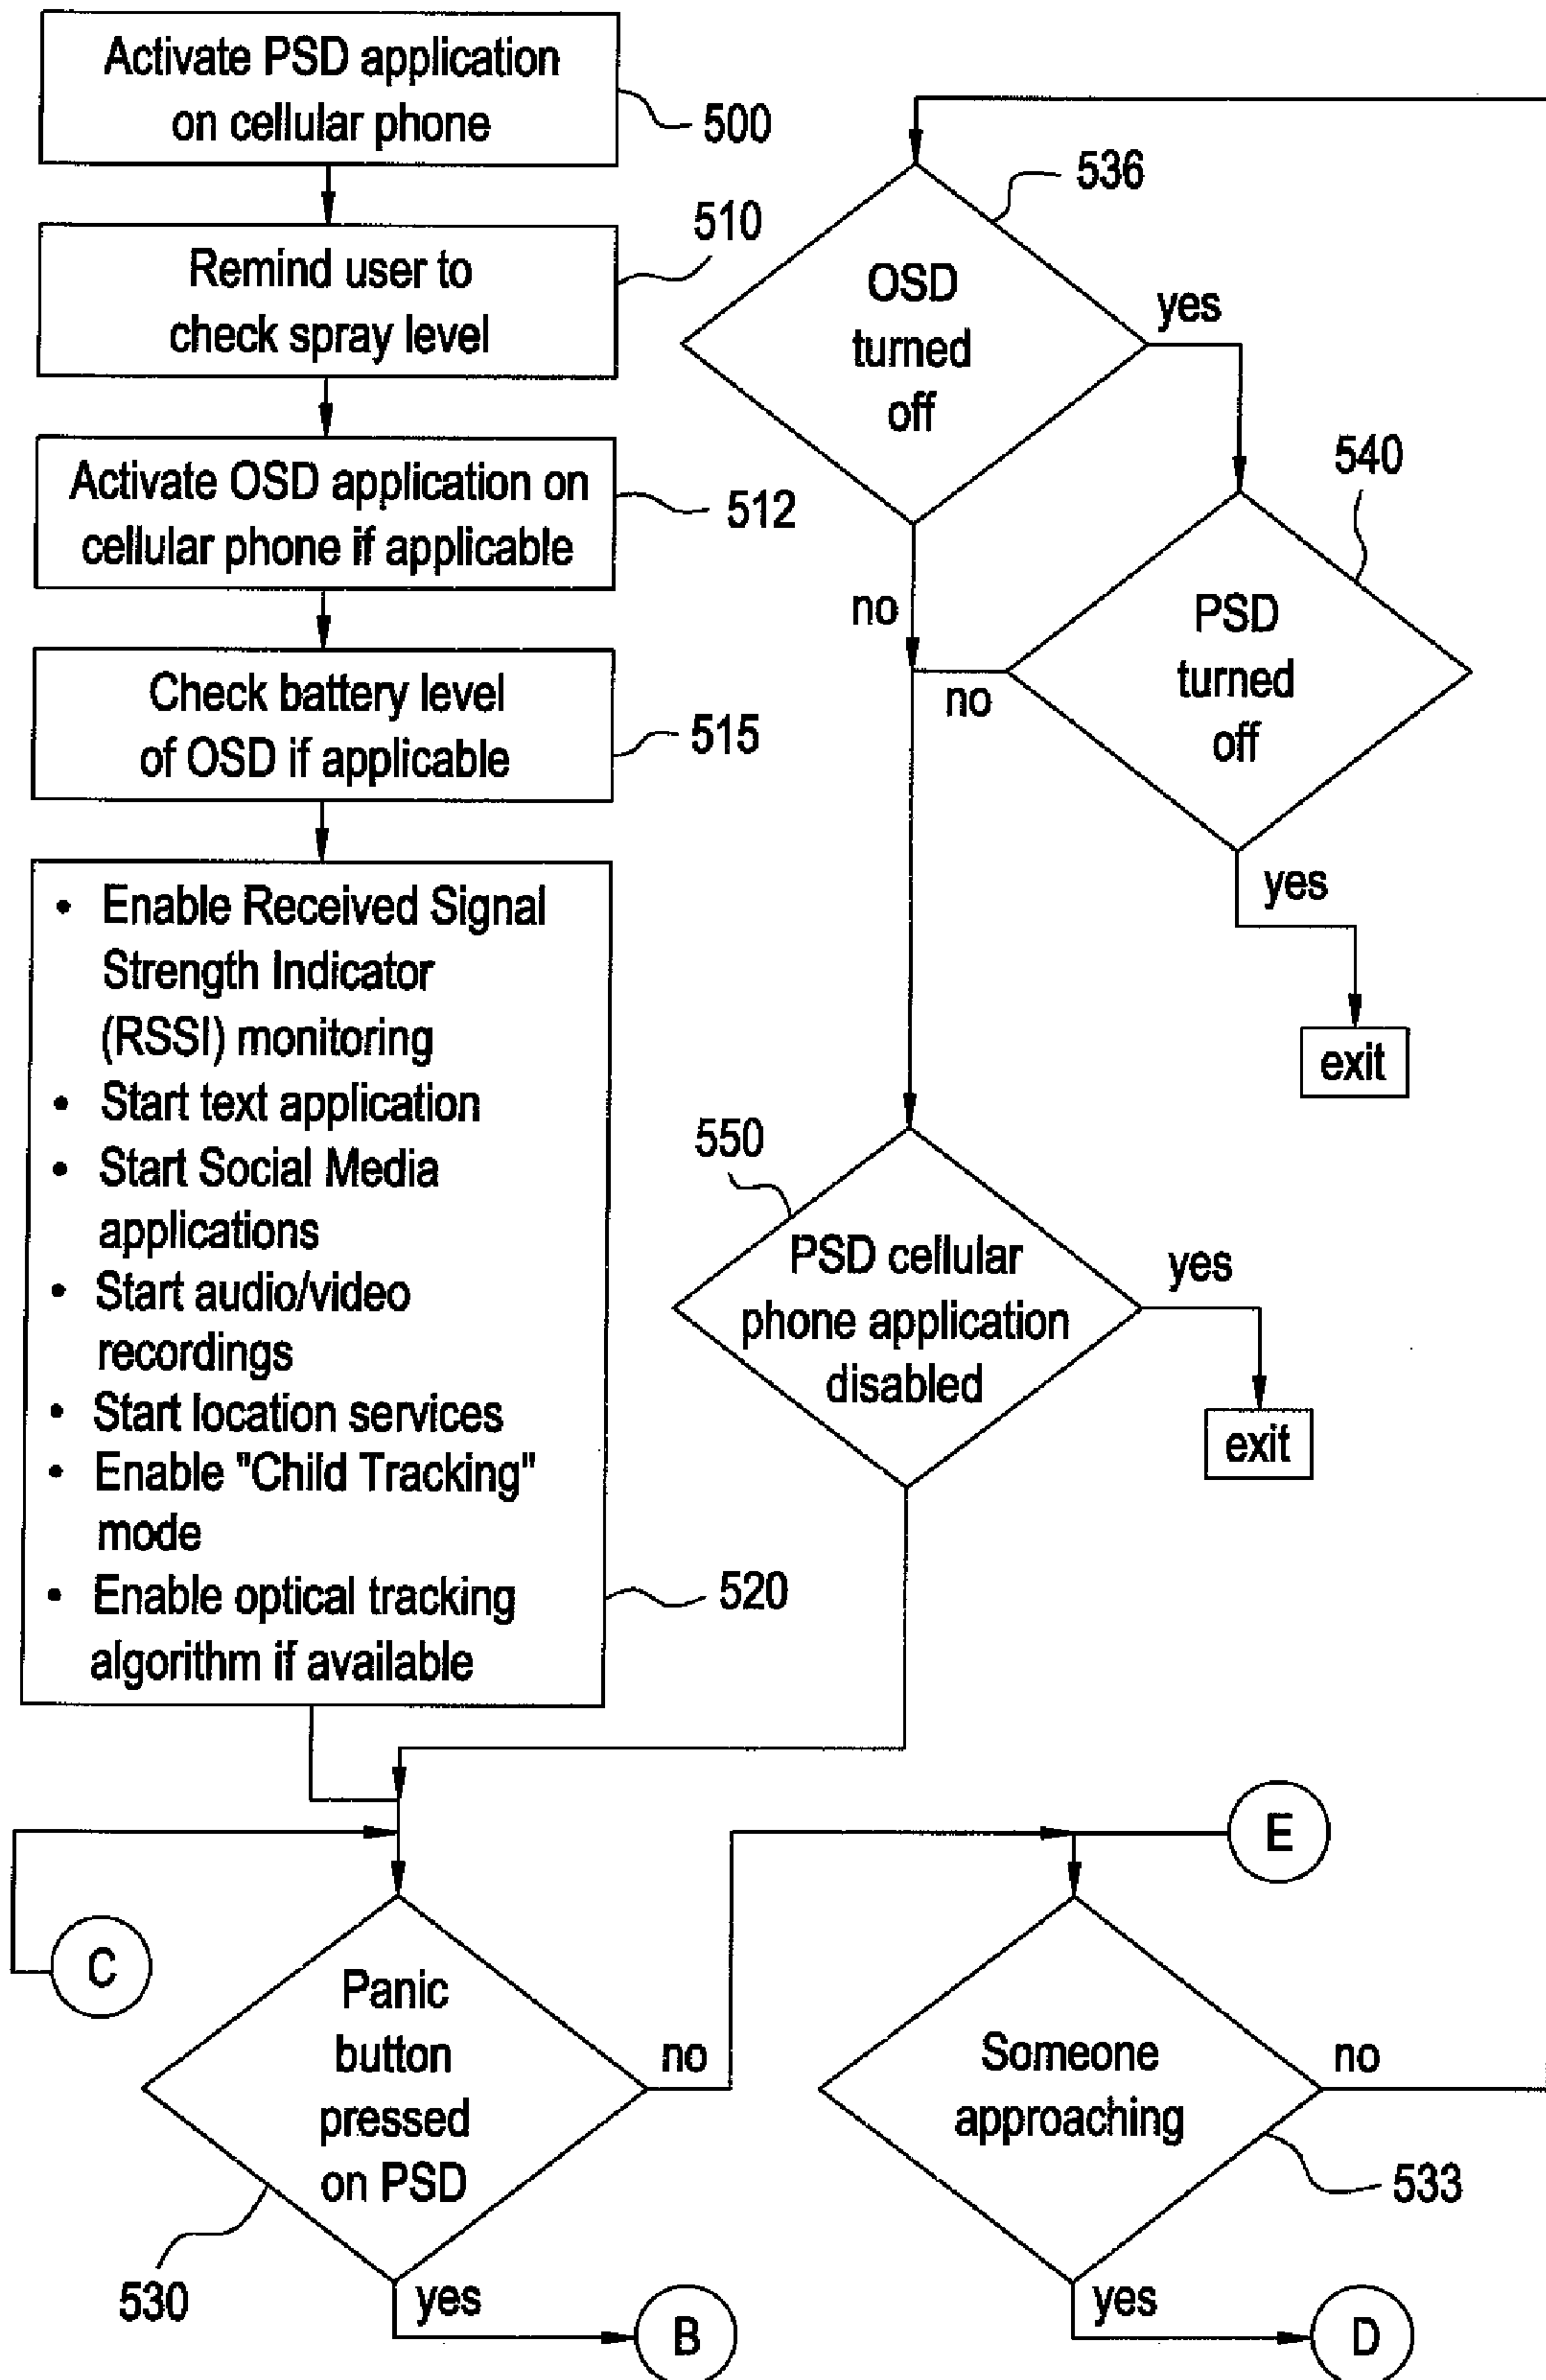 Activate PSD application
on cellular phone
500
Remind user to
check spray level
510
Activate OSD application on
cellular phone if applicable
512
Check battery level
of OSD if applicable
515
• Enable Received Signal
Strength Indicator
(RSSI) monitoring
• Start text application
• Start Social Media
applications
• Start audio/video
recordings
• Start location services
• Enable "Child Tracking"
mode
• Enable optical tracking
algorithm if available
520
536
OSD
turned
off
yes
no
540
PSD
turned
off
no
yes
exit
550
PSD cellular
phone application
disabled
yes
exit
C
Panic
button
pressed
on PSD
530
no
yes
B
E
Someone
approaching
no
533
yes
D